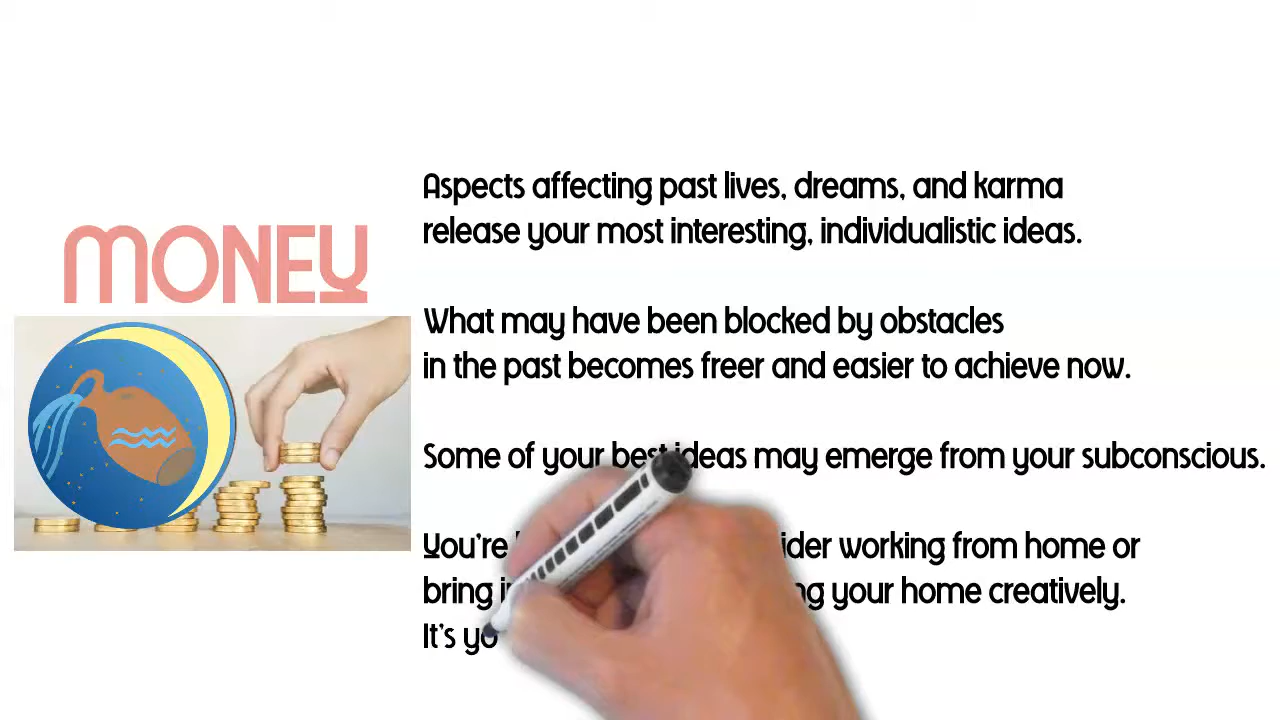 MONEY
Aspects affecting past lives, dreams, and karma
release your most interesting, individualistic ideas.
What may have been blocked by obstacles
in the past becomes freer and easier to achieve now.
Some of your best ideas may emerge from your subconscious.
You're working from home or
bring your home creatively.
It's